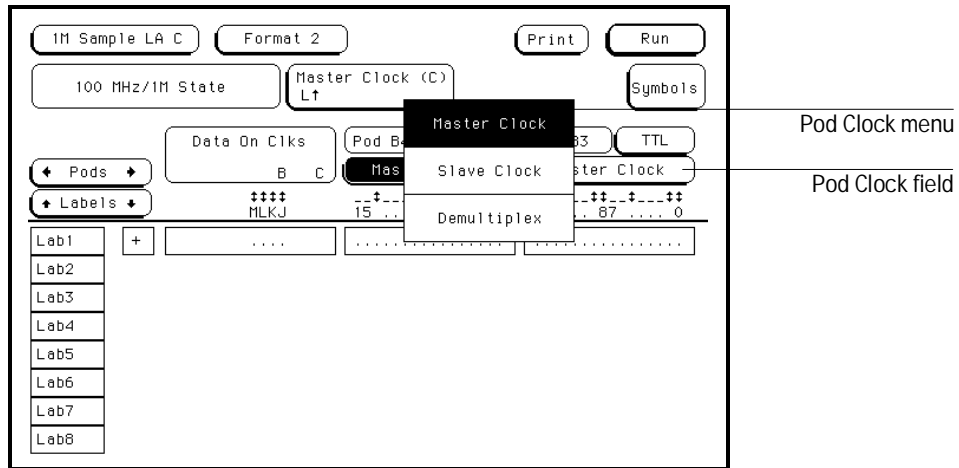 1M Sample LA C Format 2 Print Run
100 MHz/1M State Master Clock (C) Symbols
L↑
Master Clock Pod Clock menu
Data On Clks Pod B4 B3 TTL
← Pods → B C Mas Slave Clock ster Clock Pod Clock field
↑ Labels ↓ MLKJ 15 .. Demultiplex .. 87 .... 0
Lab1 + .... ................ ................
Lab2
Lab3
Lab4
Lab5
Lab6
Lab7
Lab8